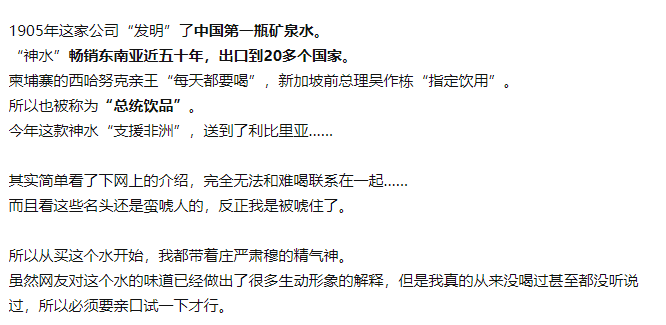 1905年这家公司“发明”了中国第一瓶矿泉水。
“神水”畅销东南亚近五十年，出口到20多个国家。
柬埔寨的西哈努克亲王“每天都要喝”，新加坡前总理吴作栋“指定饮用”。
所以也被称为“总统饮品”。
今年这款神水“支援非洲”，送到了利比里亚......
其实简单看了下网上的介绍，完全无法和难喝联系在一起......
而且看这些名头还是蛮唬人的，反正我是被唬住了。
所以从买这个水开始，我都带着庄严肃穆的精气神。
虽然网友对这个水的味道已经做出了很多生动形象的解释，但是我真的从来没喝过甚至都没听说
过，所以必须要亲口试一下才行。